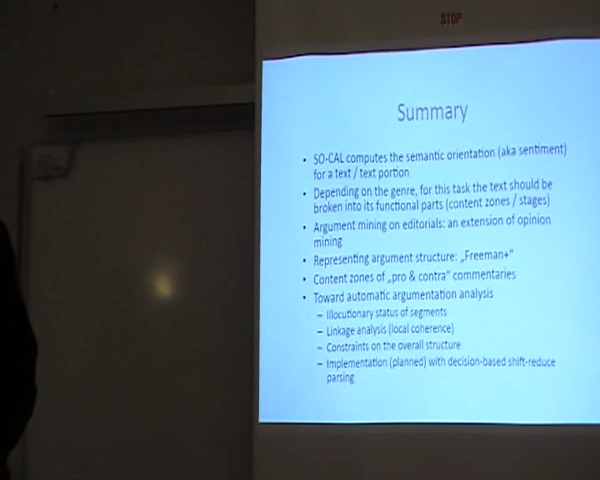 STOP
Summary
• SO-CAL computes the semantic orientation (aka sentiment)
for a text / text portion
• Depending on the genre, for this task the text should be
broken into its functional parts (content zones / stages)
• Argument mining on editorials: an extension of opinion
mining
• Representing argument structure: „Freeman+“
• Content zones of „pro & contra“ commentaries
• Toward automatic argumentation analysis
– Illocutionary status of segments
– Linkage analysis (local coherence)
– Constraints on the overall structure
– Implementation (planned) with decision-based shift-reduce
parsing